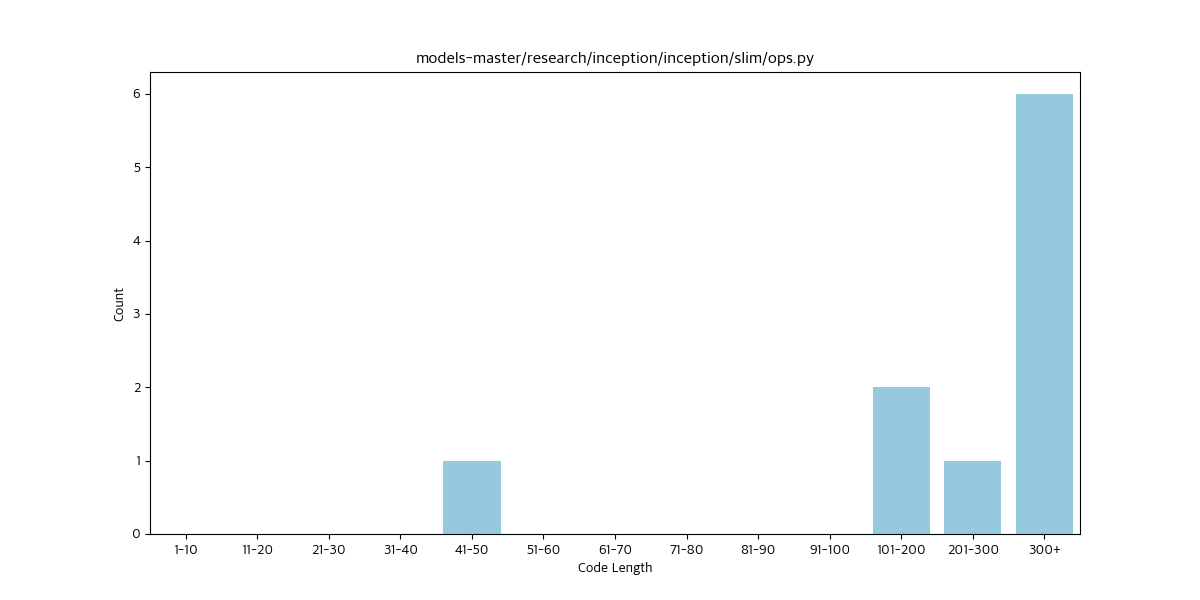 models-master/research/inception/inception/slim/ops.py
Count
6
5
4
3
2
1
0
1-10 11-20 21-30 31-40 41-50 51-60 61-70 71-80 81-90 91-100 101-200 201-300 300+
Code Length